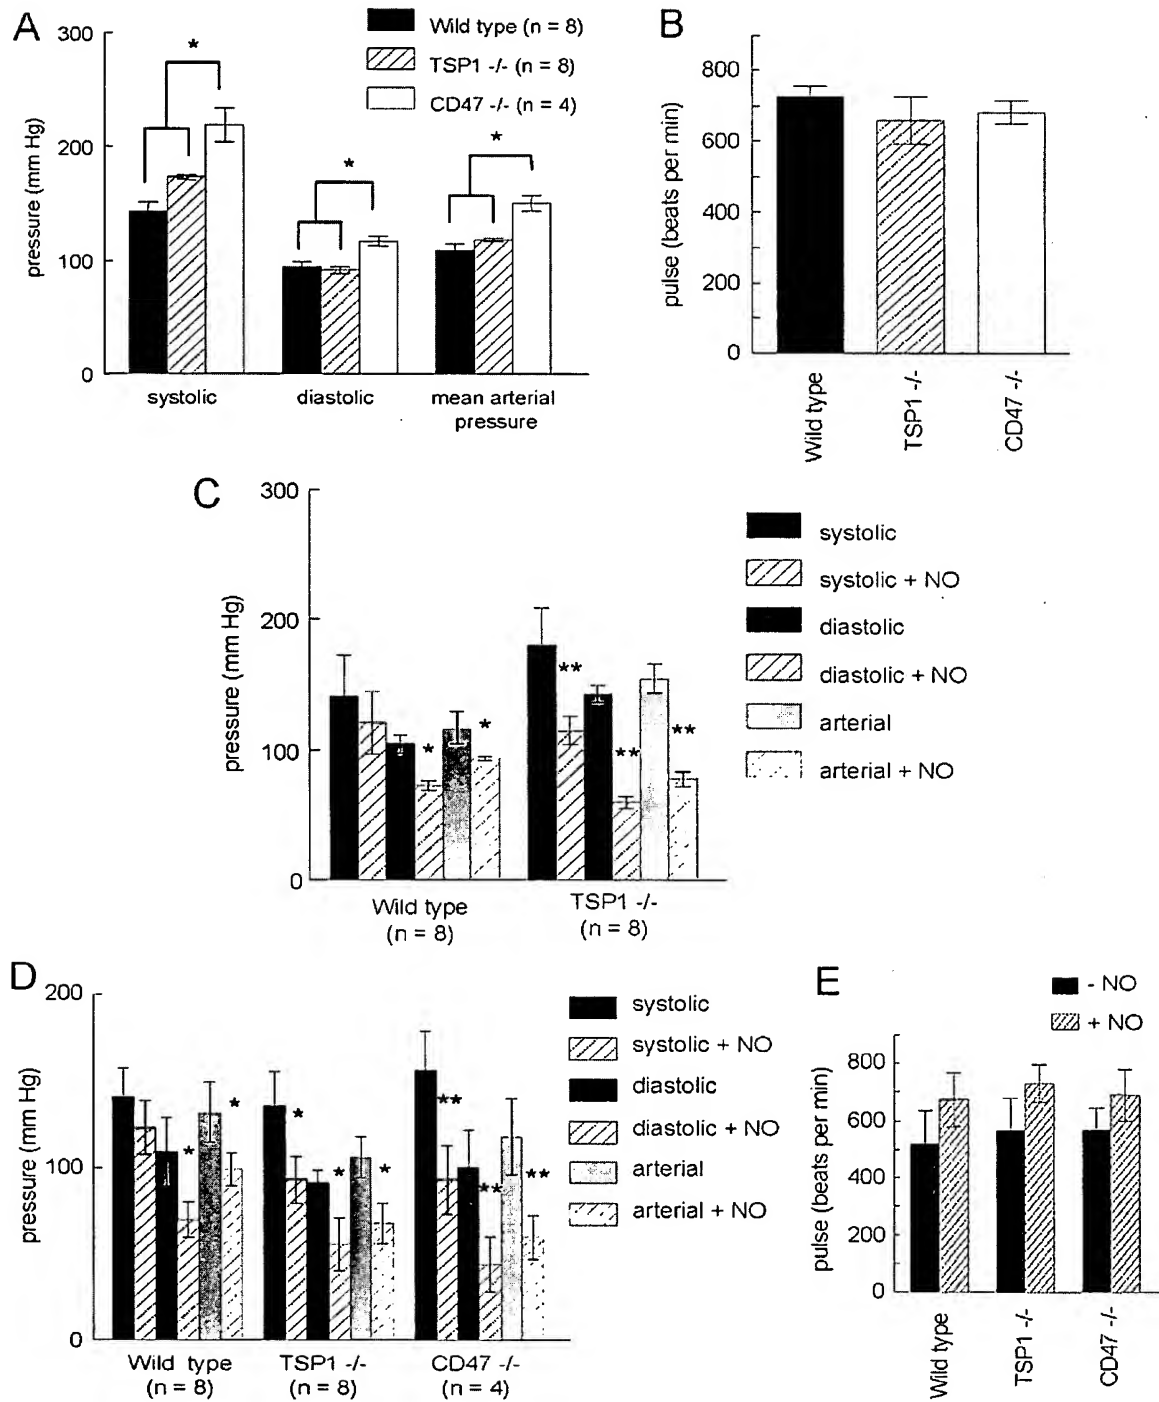 A
300
200
100
0
pressure (mm Hg)
*
*
*
Wild type (n = 8)
TSP1 -/- (n = 8)
CD47 -/- (n = 4)
systolic
diastolic
mean arterial
pressure
B
800
600
400
200
0
pulse (beats per min)
Wild type
TSP1 -/-
CD47 -/-
C
300
200
100
0
pressure (mm Hg)
*
*
**
**
**
systolic
systolic + NO
diastolic
diastolic + NO
arterial
arterial + NO
Wild type
(n = 8)
TSP1 -/-
(n = 8)
D
200
100
0
pressure (mm Hg)
*
*
*
*
*
**
**
**
systolic
systolic + NO
diastolic
diastolic + NO
arterial
arterial + NO
Wild type
(n = 8)
TSP1 -/-
(n = 8)
CD47 -/-
(n = 4)
E
- NO
+ NO
800
600
400
200
0
pulse (beats per min)
Wild type
TSP1 -/-
CD47 -/-